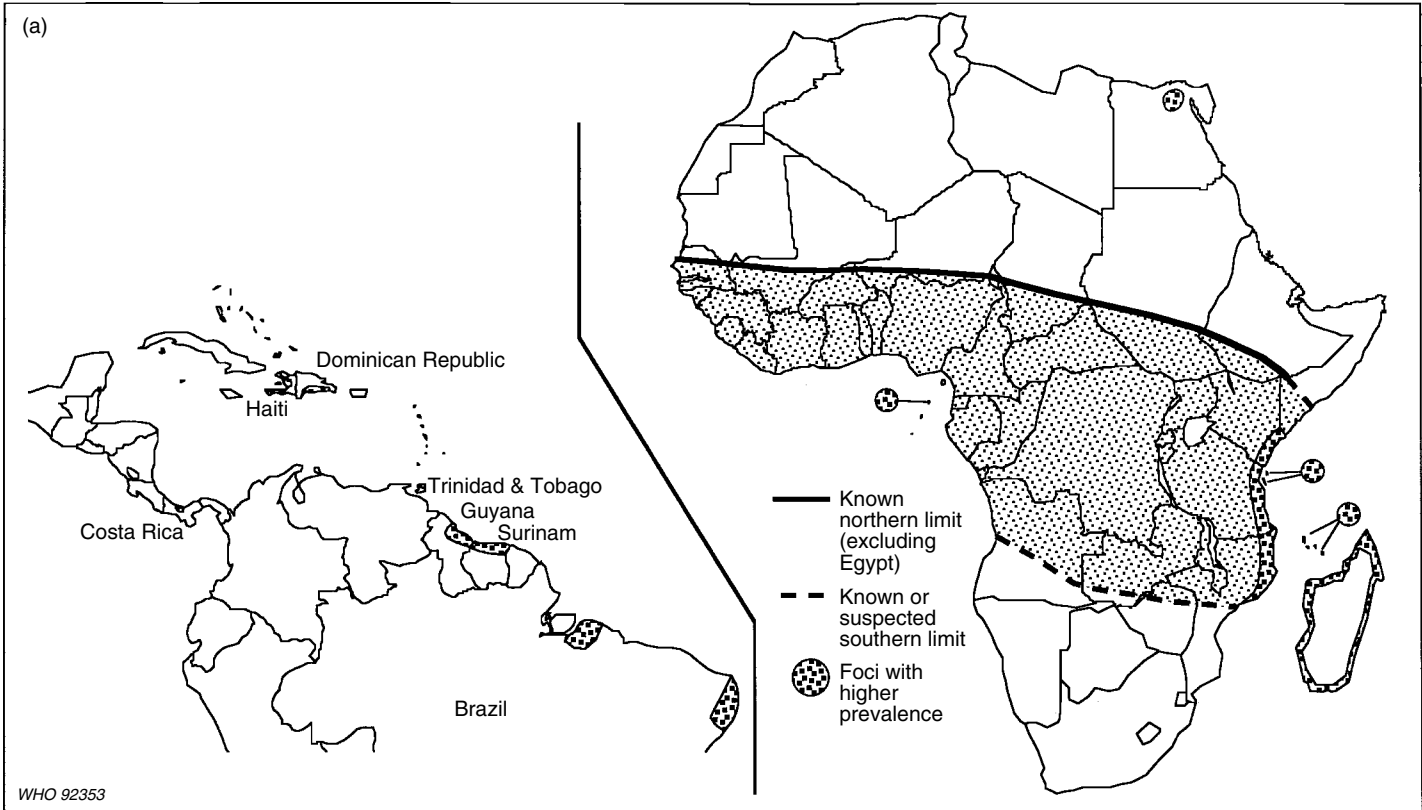 (a)
Dominican Republic
Haiti
Trinidad & Tobago
Guyana
Surinam
Costa Rica
Brazil
Known
northern limit
(excluding
Egypt)
Known or
suspected
southern limit
Foci with
higher
prevalence
WHO 92353